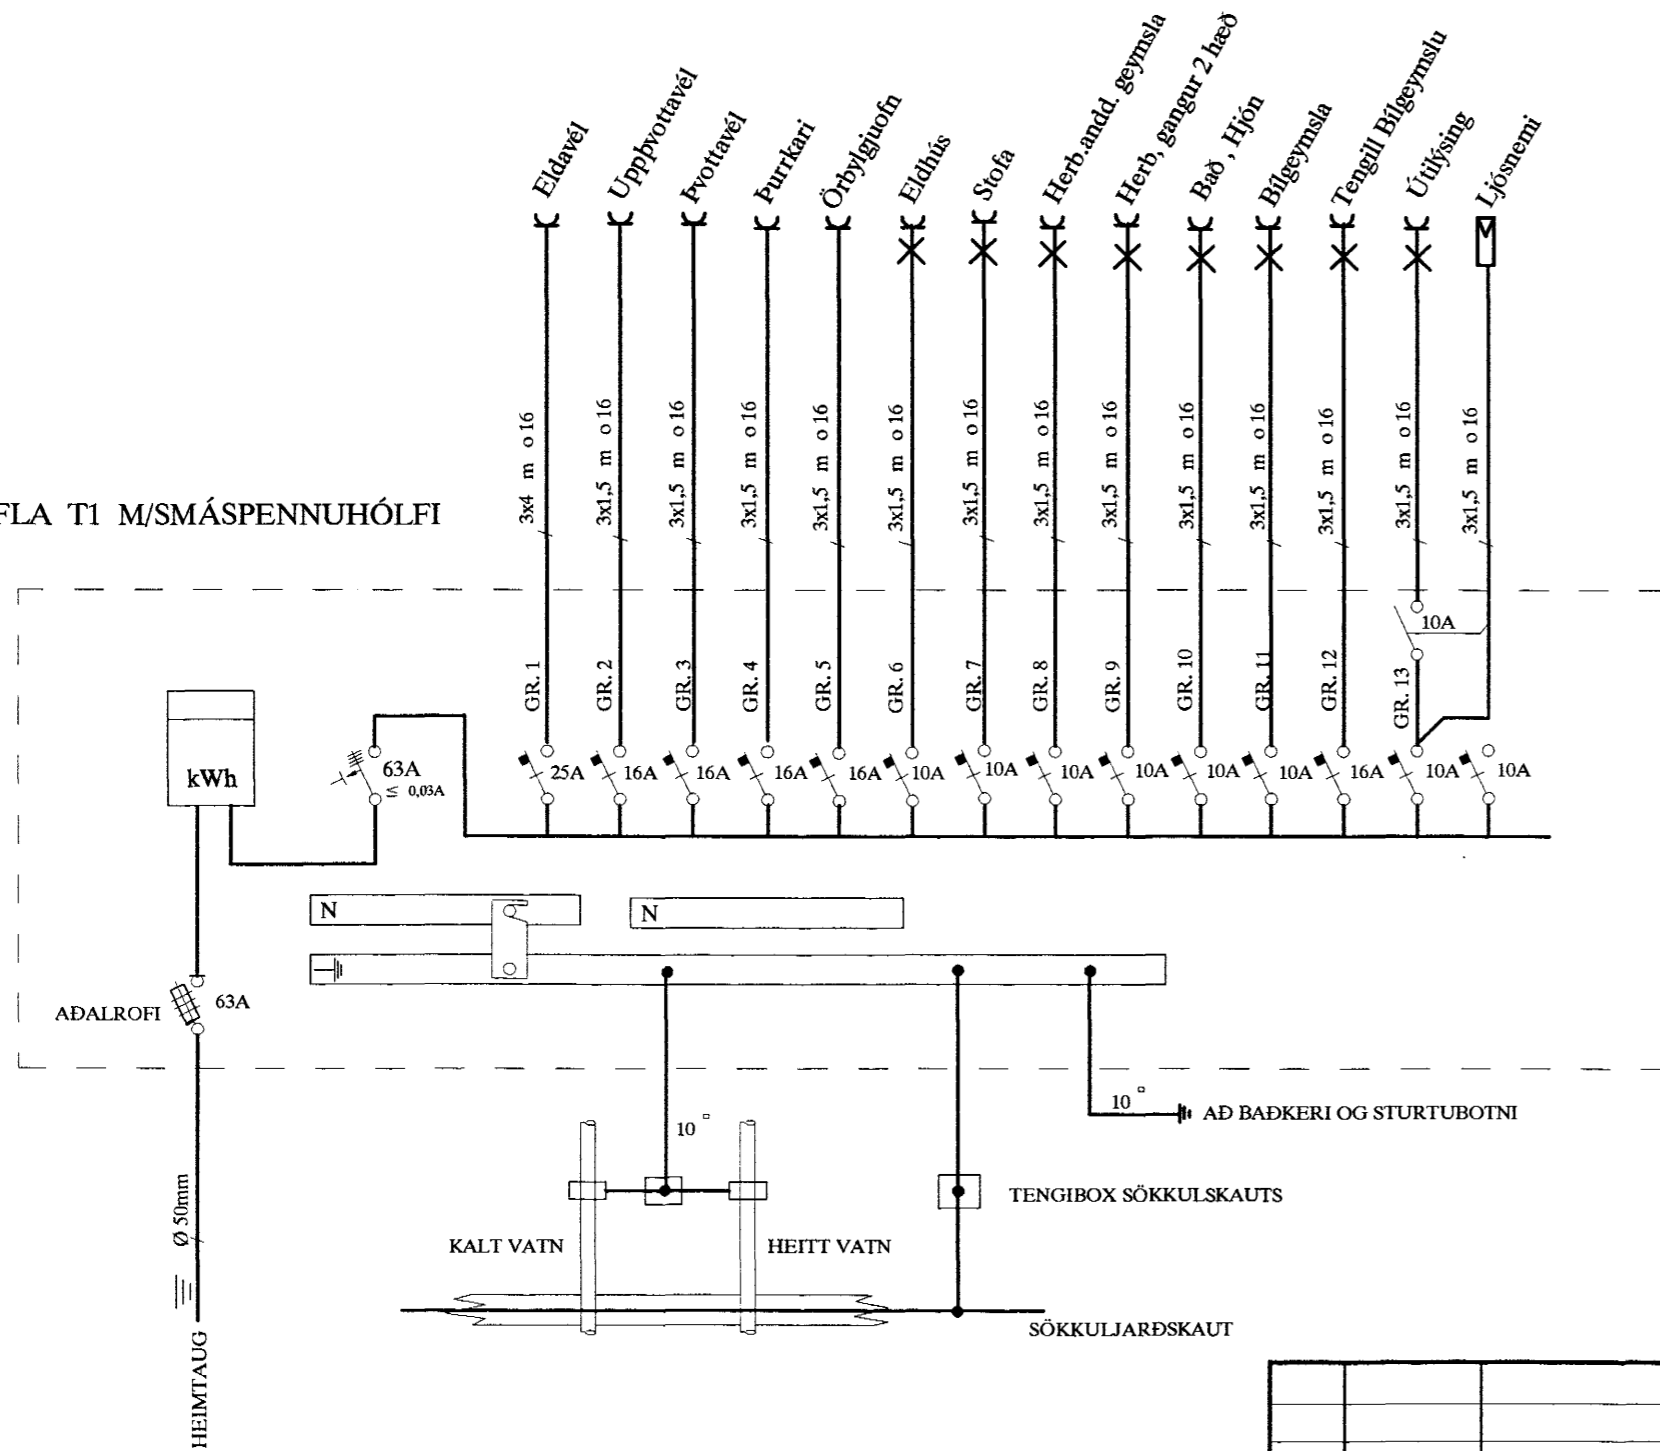 Eldavél
Uppþvottavél
Þvottavél
Þurrkari
Örbylgjuofn
Eldhús
Stofa
Herb.andd. geymsla
Herb, gangur 2 hæð
Bað , Hjón
Bílgeymsla
Tengill Bílgeymslu
Útilýsing
Ljósnemi
3x4 m o 16
3x1,5 m o 16
3x1,5 m o 16
3x1,5 m o 16
3x1,5 m o 16
3x1,5 m o 16
3x1,5 m o 16
3x1,5 m o 16
3x1,5 m o 16
3x1,5 m o 16
3x1,5 m o 16
3x1,5 m o 16
3x1,5 m o 16
3x1,5 m o 16
FLA T1 M/SMÁSPENNUHÓLFI
10A
GR. 1
GR. 2
GR. 3
GR. 4
GR. 5
GR. 6
GR. 7
GR. 8
GR. 9
GR. 10
GR. 11
GR. 12
GR. 13
kWh
63A
≤ 0,03A
25A
16A
16A
16A
16A
10A
10A
10A
10A
10A
10A
16A
10A
10A
N
N
AÐALROFI
63A
10 □
AÐ BAÐKERI OG STURTUBOTNI
10 □
TENGIBOX SÖKKULSKAUTS
KALT VATN
HEITT VATN
Ø 50mm
SÖKKULJARÐSKAUT
HEIMTAUG